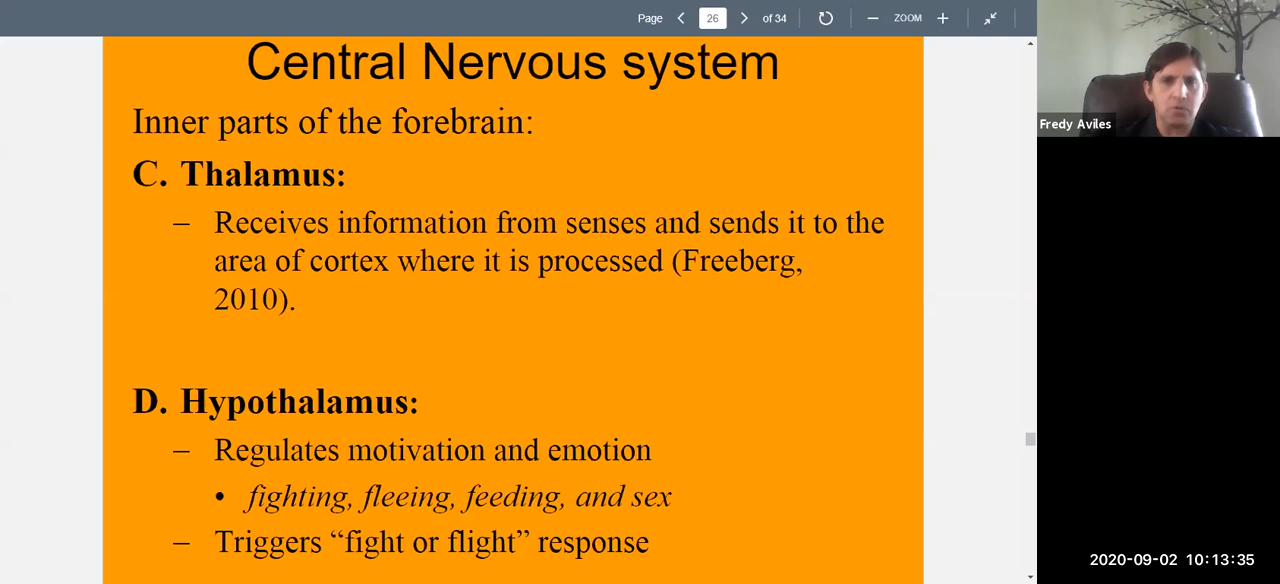 Page 26 of 34 ZOOM
Central Nervous system
Inner parts of the forebrain:
C. Thalamus:
– Receives information from senses and sends it to the
area of cortex where it is processed (Freeberg,
2010).
D. Hypothalamus:
– Regulates motivation and emotion
• fighting, fleeing, feeding, and sex
– Triggers “fight or flight” response
Fredy Aviles
2020-09-02 10:13:35